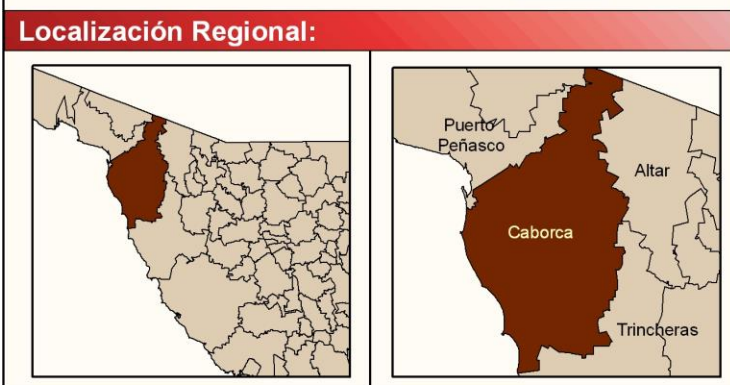 Localización Regional:
Puerto
Peñasco
Altar
Caborca
Trincheras